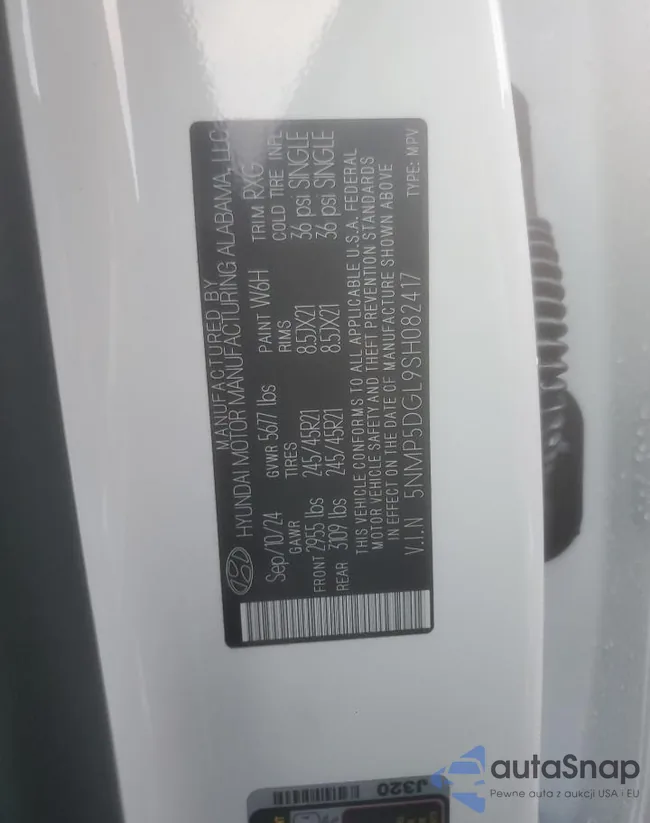 MANUFACTURED BY
HYUNDAI MOTOR MANUFACTURING ALABAMA, LLC
Sep/10/24 GVWR 5677 lbs PAINT W6H TRIM RXG
GAWR TIRES RIMS COLD TIRE INFL
FRONT 2955 lbs 245/45R21 8.5JX21 36 psi SINGLE
REAR 3109 lbs 245/45R21 8.5JX21 36 psi SINGLE
THIS VEHICLE CONFORMS TO ALL APPLICABLE U.S.A. FEDERAL
MOTOR VEHICLE SAFETY AND THEFT PREVENTION STANDARDS
IN EFFECT ON THE DATE OF MANUFACTURE SHOWN ABOVE
V.I.N 5NMP5DGL9SH082417 TYPE: MPV
J320
autaSnap
Pewne auta z aukcji USA i EU